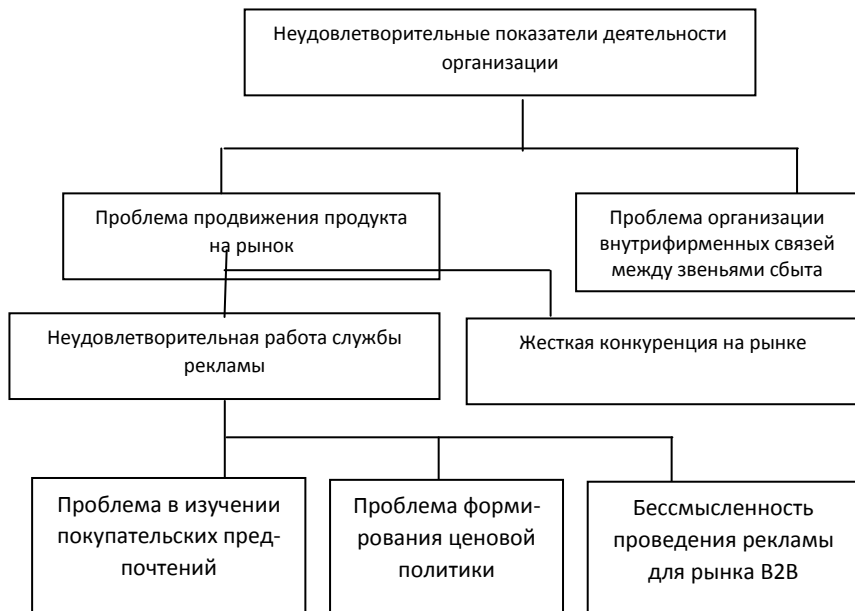 Неудовлетворительные показатели деятельности
организации
Проблема продвижения продукта
на рынок
Проблема организации
внутрифирменных связей
между звеньями сбыта
Неудовлетворительная работа службы
рекламы
Жесткая конкуренция на рынке
Проблема в изучении
покупательских пред-
почтений
Проблема форми-
рования ценовой
политики
Бессмысленность
проведения рекламы
для рынка B2B